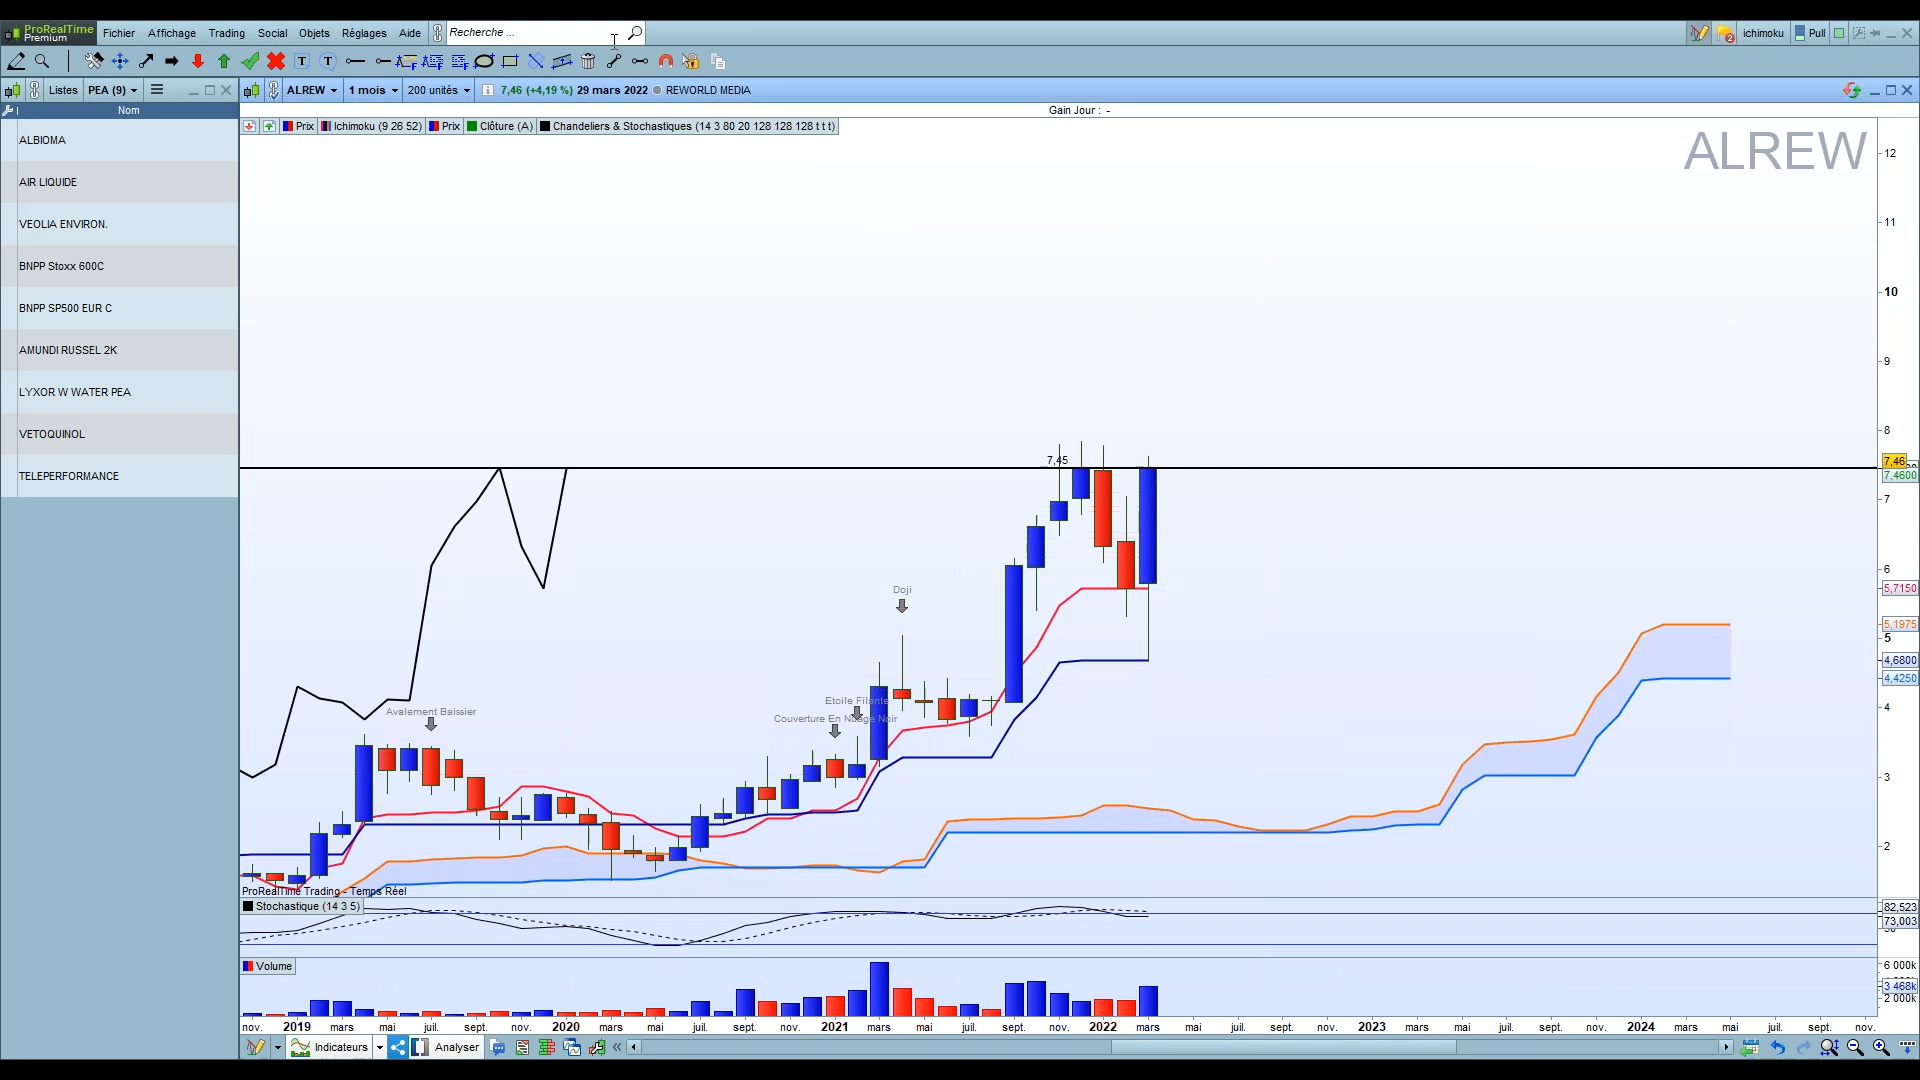 ProRealTime
Premium
Fichier Affichage Trading Social Objets Réglages Aide Recherche ... ichimoku Pull
Listes PEA (9)
ALREW 1 mois 200 unités 7,46 (+4,19 %) 29 mars 2022 REWORLD MEDIA
Nom
Gain Jour : -
Prix Ichimoku (9 26 52) Prix Clôture (A) Chandeliers & Stochastiques (14 3 80 20 128 128 128 t t t)
ALREW
ALBIOMA
AIR LIQUIDE
VEOLIA ENVIRON.
BNPP Stoxx 600C
BNPP SP500 EUR C
AMUNDI RUSSEL 2K
LYXOR W WATER PEA
VETOQUINOL
TELEPERFORMANCE
12
11
10
9
8
7,45
7,46
7,4600
7
6
5,7150
5,1975
5
4,6800
4,4250
4
3
2
Doji
Etoile Filante
Couverture En Nuage Noir
Avalement Baissier
ProRealTime Trading - Temps Réel
Stochastique (14 3 5)
82,523
73,003
Volume
6 000k
3 468k
2 000k
nov. 2019 mars mai juil. sept. nov. 2020 mars mai juil. sept. nov. 2021 mars mai juil. sept. nov. 2022 mars mai juil. sept. nov. 2023 mars mai juil. sept. nov. 2024 mars mai juil. sept. nov.
Indicateurs Analyser